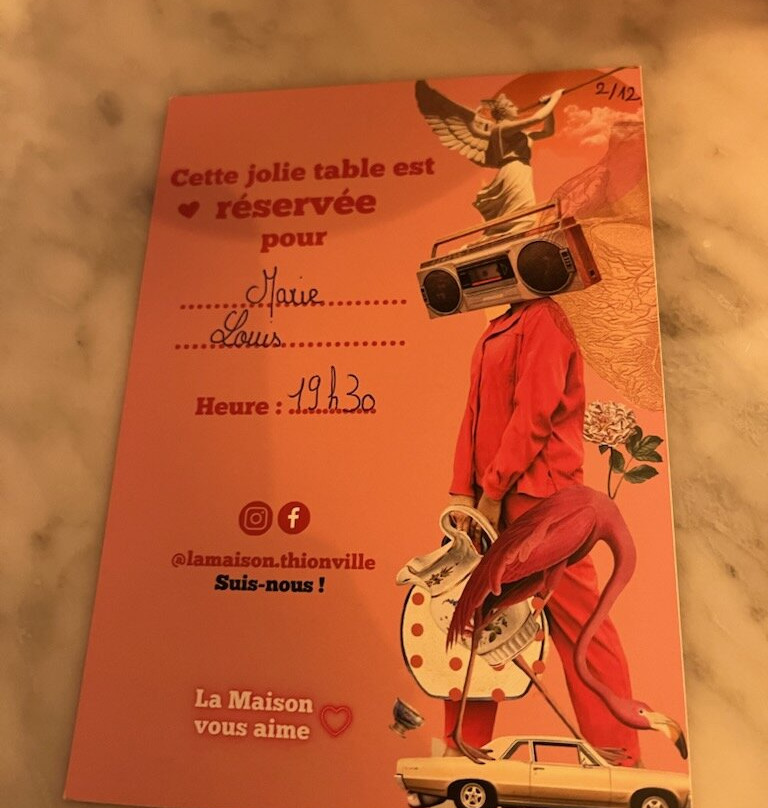 2/12
Cette jolie table est
réservée
pour
Marie
Louis
Heure : 19h30
@lamaison.thionville
Suis-nous !
La Maison
vous aime